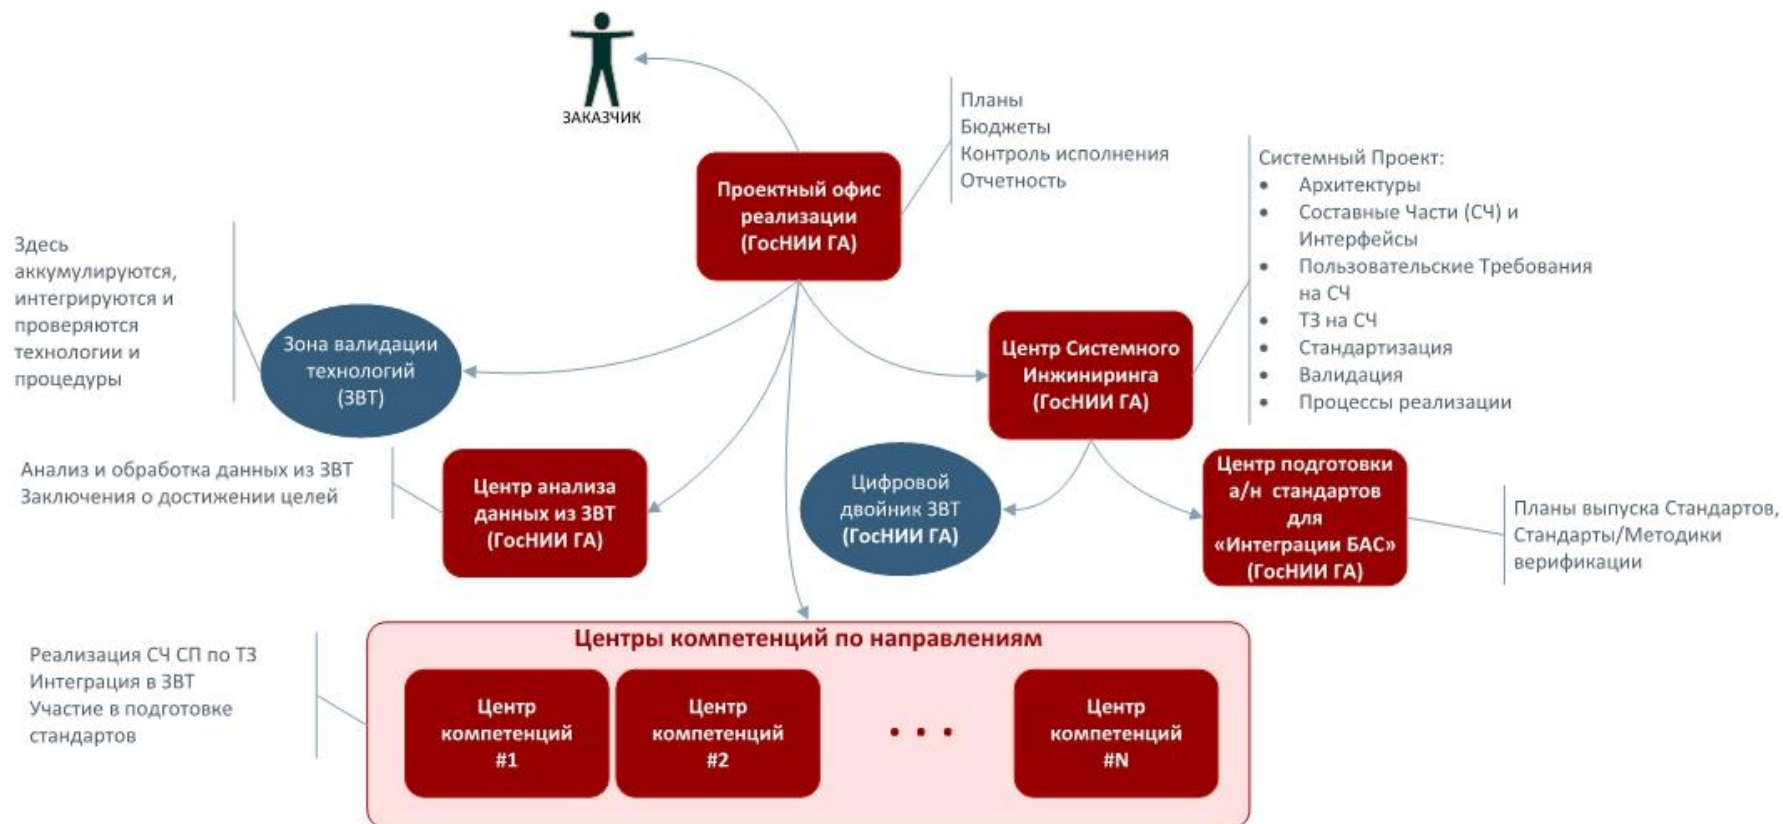 ЗАКАЗЧИК
Планы
Бюджеты
Контроль исполнения
Отчетность
Проектный офис
реализации
(ГосНИИ ГА)
Системный Проект:
• Архитектуры
• Составные Части (СЧ) и
Интерфейсы
• Пользовательские Требования
на СЧ
• ТЗ на СЧ
• Стандартизация
• Валидация
• Процессы реализации
Здесь
аккумулируются,
интегрируются и
проверяются
технологии и
процедуры
Зона валидации
технологий
(ЗВТ)
Центр Системного
Инжиниринга
(ГосНИИ ГА)
Анализ и обработка данных из ЗВТ
Заключения о достижении целей
Центр анализа
данных из ЗВТ
(ГосНИИ ГА)
Цифровой
двойник ЗВТ
(ГосНИИ ГА)
Центр подготовки
а/н стандартов
для
«Интеграции БАС»
(ГосНИИ ГА)
Планы выпуска Стандартов,
Стандарты/Методики
верификации
Реализация СЧ СП по ТЗ
Интеграция в ЗВТ
Участие в подготовке
стандартов
Центры компетенций по направлениям
Центр
компетенций
#1
Центр
компетенций
#2
• • •
Центр
компетенций
#N